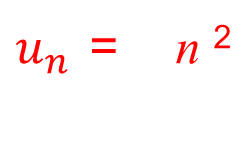 uₙ = n²